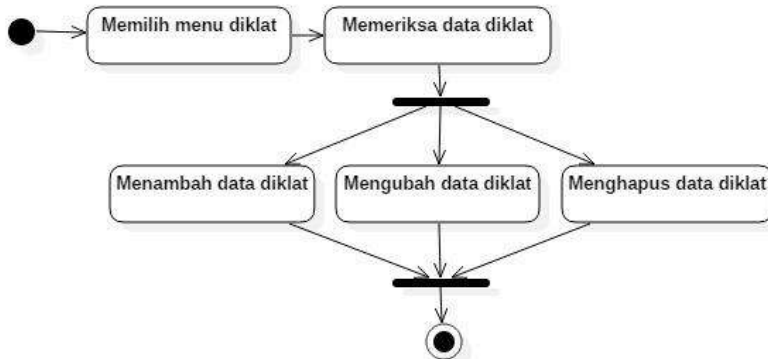 Memilih menu diklat
Memeriksa data diklat
Menambah data diklat
Mengubah data diklat
Menghapus data diklat